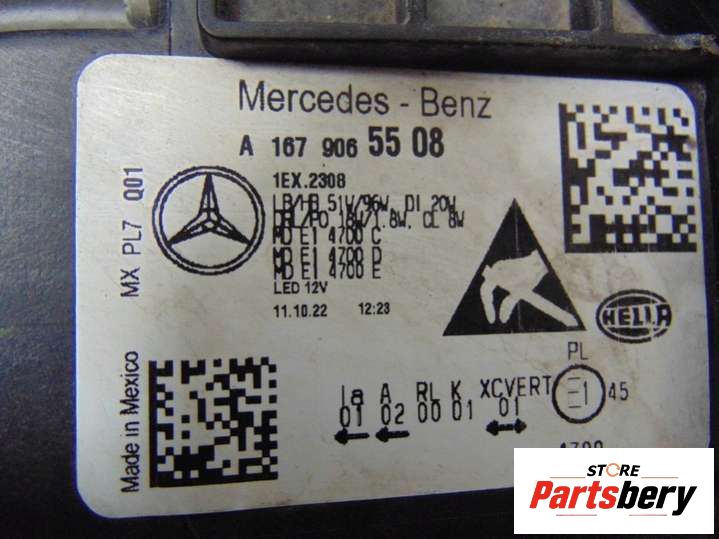 Mercedes - Benz
A 167 906 55 08
1EX.2308
LB/HB 51W/96W, DI 20W
DRL/PO 18W/1.8W, CL 8W
MD E1 4700 C
MD E1 4700 D
MD E1 4700 E
LED 12V
11.10.22 12:23
MX PL7 Q01
HELLA
Made in Mexico
Ia A RL K XCVERT
01 02 00 01 01
PL
E1 45
STORE
Partsbery